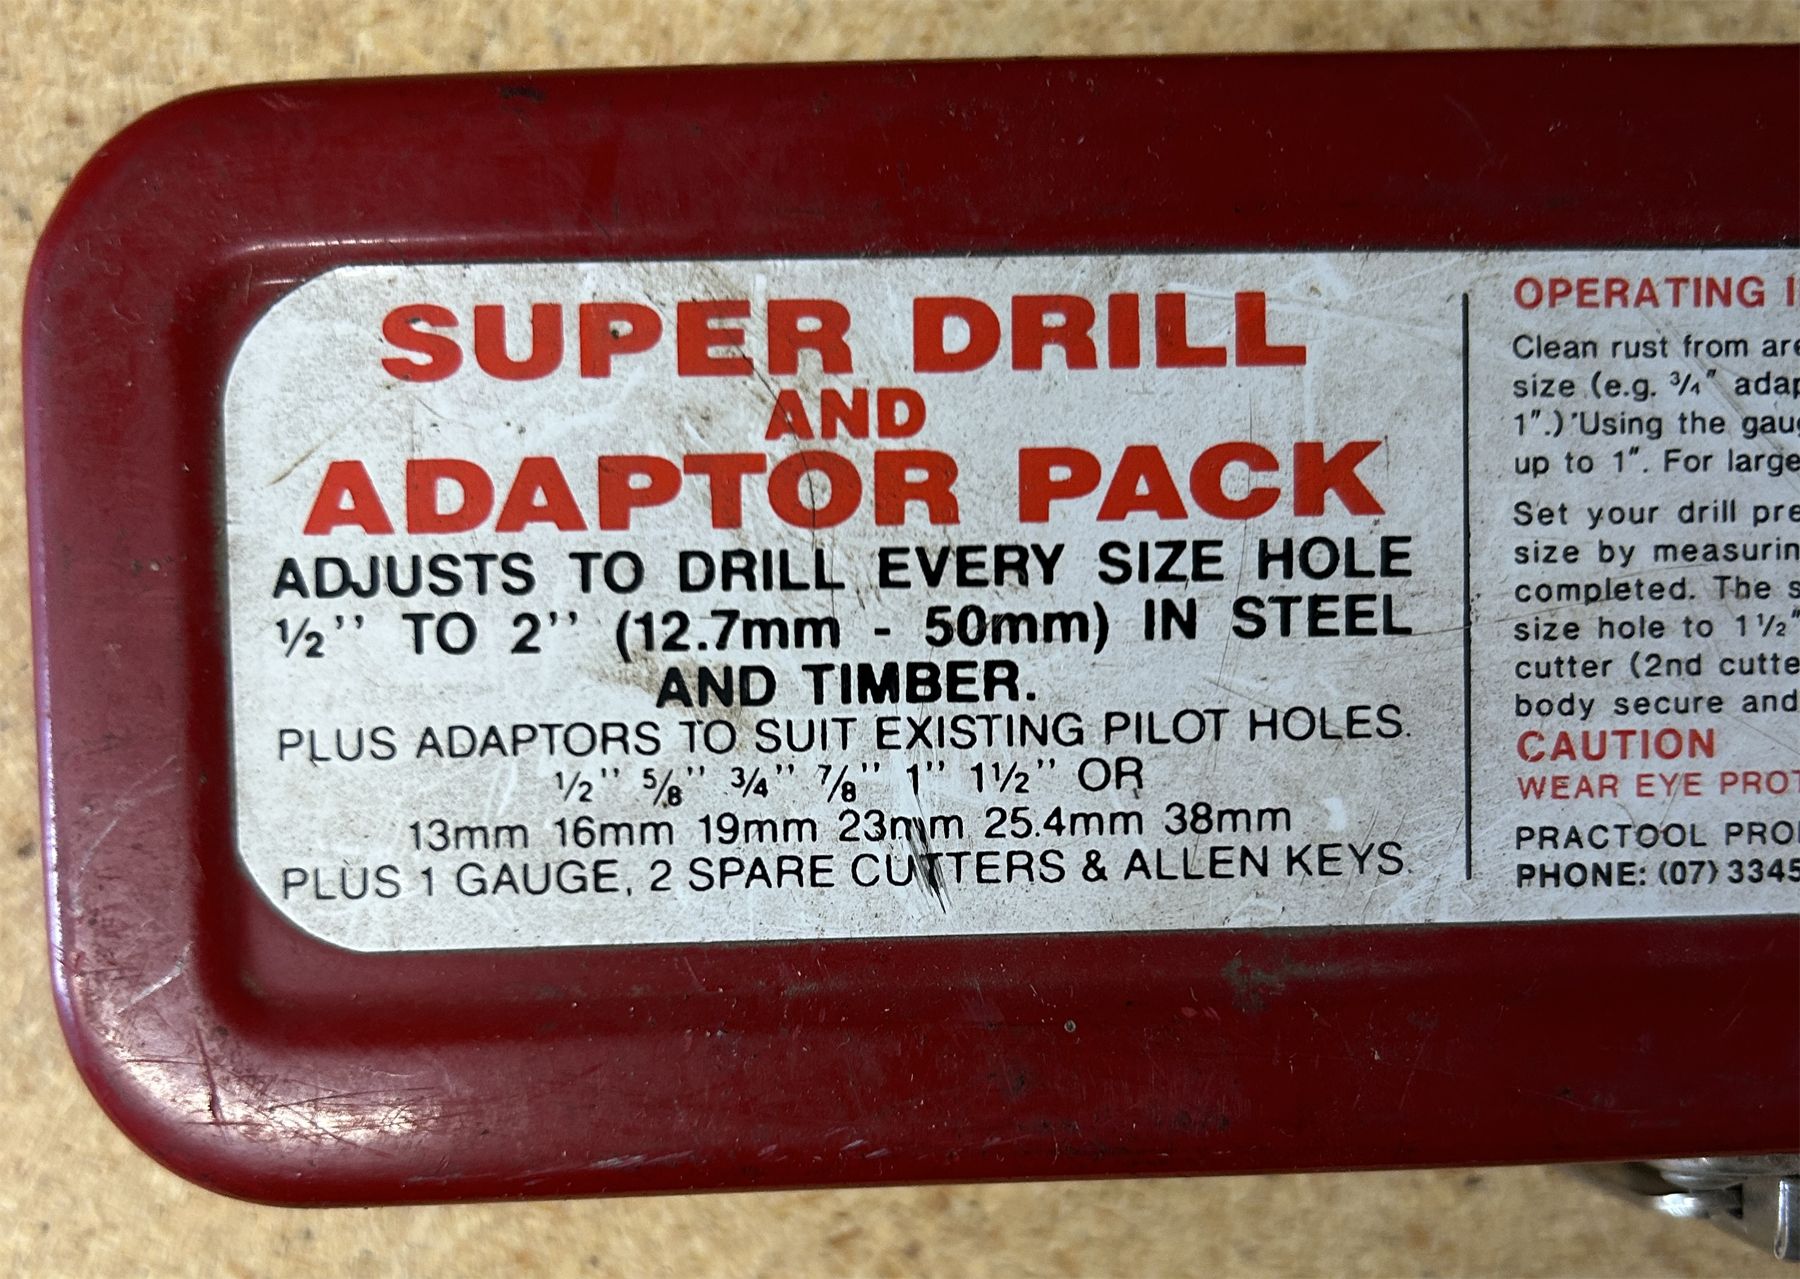 SUPER DRILL
AND
ADAPTOR PACK
ADJUSTS TO DRILL EVERY SIZE HOLE
½'' TO 2'' (12.7mm - 50mm) IN STEEL
AND TIMBER.
PLUS ADAPTORS TO SUIT EXISTING PILOT HOLES.
½'' ⅝'' ¾'' ⅞'' 1'' 1½'' OR
13mm 16mm 19mm 23mm 25.4mm 38mm
PLUS 1 GAUGE, 2 SPARE CUTTERS & ALLEN KEYS.
OPERATING
Clean rust from
size (e.g. ¾"
1".) Using the
up to 1". For
Set your drill
size by
completed. The
size hole to 1½"
cutter (2nd
body secure and
CAUTION
WEAR EYE
PRACTOOL
PHONE: (07) 3345